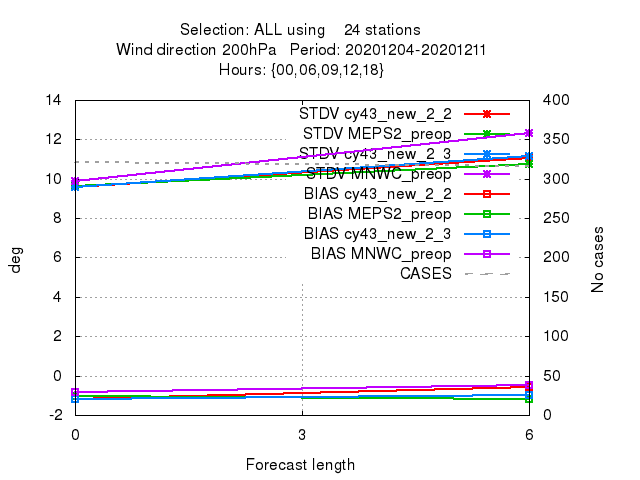 Selection: ALL using    24 stations
Wind direction 200hPa   Period: 20201204-20201211
Hours: {00,06,09,12,18}
14 400
STDV cy43_new_2_2
STDV MEPS2_preop
12 350
STDV cy43_new_2_3
STDV MNWC_preop
10 300
BIAS cy43_new_2_2
BIAS MEPS2_preop
8 250
BIAS cy43_new_2_3
BIAS MNWC_preop
6 200
CASES
4 150
2 100
0 50
-2 0
deg
No cases
0 3 6
Forecast length